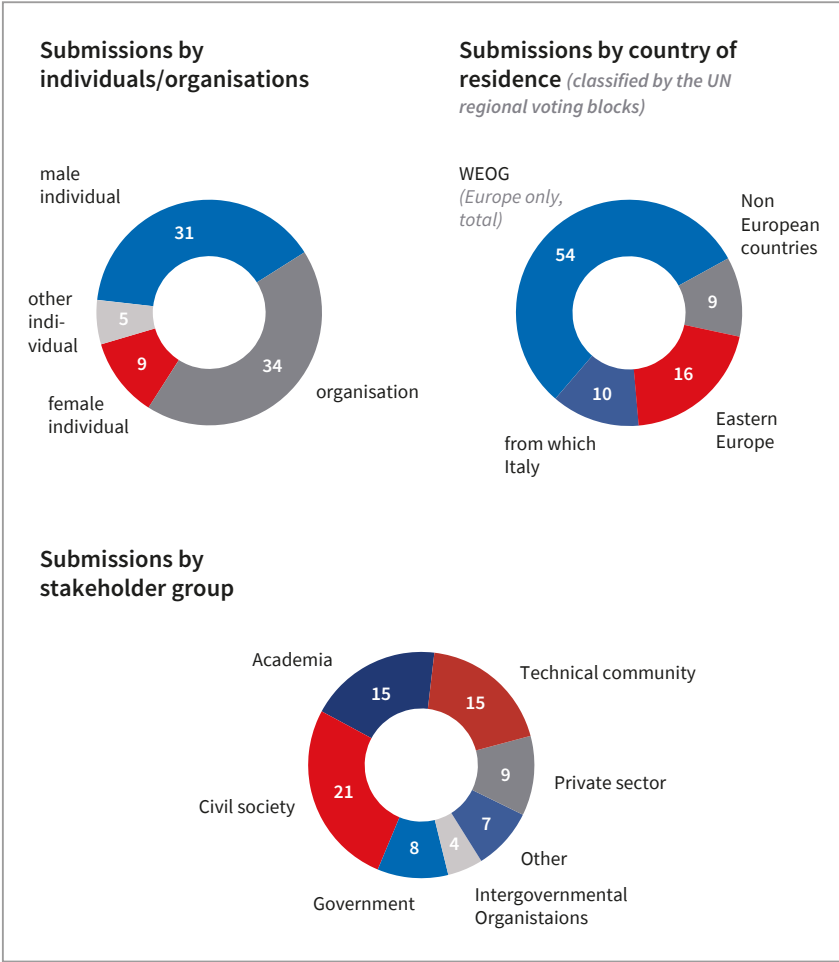 Submissions by
individuals/organisations
male
individual
31
other
indi-
vidual
5
9
34
organisation
female
individual
Submissions by country of
residence (classified by the UN
regional voting blocks)
WEOG
(Europe only,
total)
54
Non
European
countries
9
16
10
Eastern
Europe
from which
Italy
Submissions by
stakeholder group
Academia
15
Technical community
15
9
Private sector
Civil society
21
7
Other
4
8
Government
Intergovernmental
Organistaions